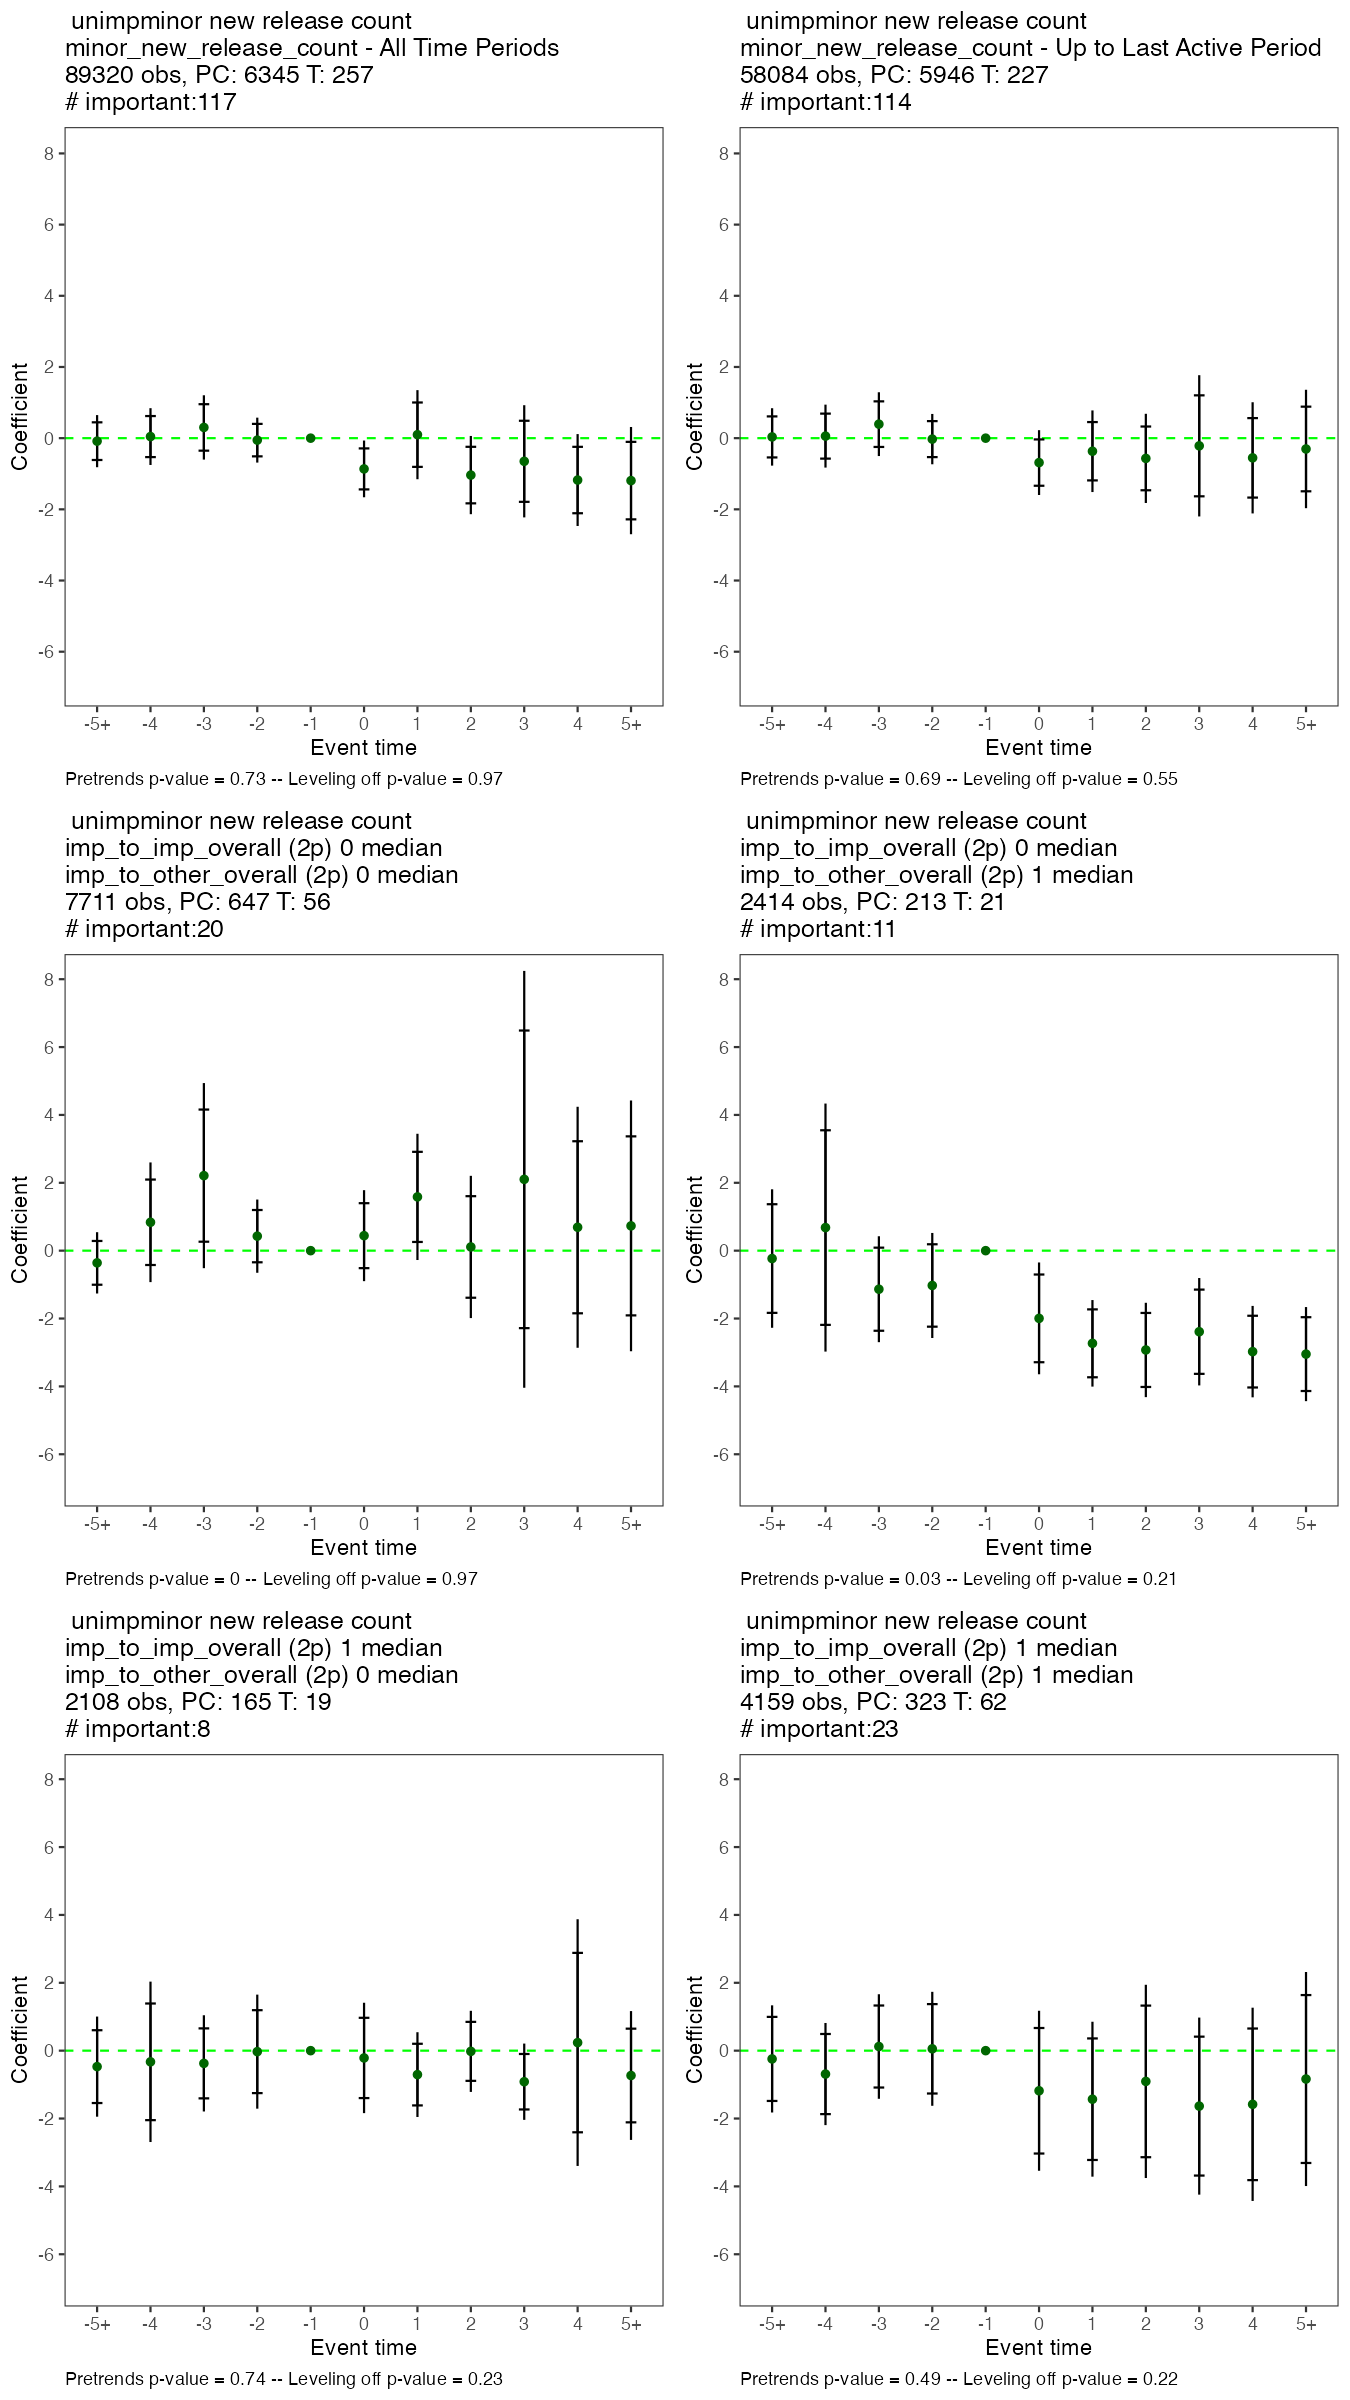 unimpminor new release count
minor_new_release_count - All Time Periods
89320 obs, PC: 6345 T: 257
# important:117
8
6
4
2
0
-2
-4
-6
Coefficient
-5+ -4 -3 -2 -1 0 1 2 3 4 5+
Event time
Pretrends p-value = 0.73 -- Leveling off p-value = 0.97
unimpminor new release count
minor_new_release_count - Up to Last Active Period
58084 obs, PC: 5946 T: 227
# important:114
8
6
4
2
0
-2
-4
-6
Coefficient
-5+ -4 -3 -2 -1 0 1 2 3 4 5+
Event time
Pretrends p-value = 0.69 -- Leveling off p-value = 0.55
unimpminor new release count
imp_to_imp_overall (2p) 0 median
imp_to_other_overall (2p) 0 median
7711 obs, PC: 647 T: 56
# important:20
8
6
4
2
0
-2
-4
-6
Coefficient
-5+ -4 -3 -2 -1 0 1 2 3 4 5+
Event time
Pretrends p-value = 0 -- Leveling off p-value = 0.97
unimpminor new release count
imp_to_imp_overall (2p) 0 median
imp_to_other_overall (2p) 1 median
2414 obs, PC: 213 T: 21
# important:11
8
6
4
2
0
-2
-4
-6
Coefficient
-5+ -4 -3 -2 -1 0 1 2 3 4 5+
Event time
Pretrends p-value = 0.03 -- Leveling off p-value = 0.21
unimpminor new release count
imp_to_imp_overall (2p) 1 median
imp_to_other_overall (2p) 0 median
2108 obs, PC: 165 T: 19
# important:8
8
6
4
2
0
-2
-4
-6
Coefficient
-5+ -4 -3 -2 -1 0 1 2 3 4 5+
Event time
Pretrends p-value = 0.74 -- Leveling off p-value = 0.23
unimpminor new release count
imp_to_imp_overall (2p) 1 median
imp_to_other_overall (2p) 1 median
4159 obs, PC: 323 T: 62
# important:23
8
6
4
2
0
-2
-4
-6
Coefficient
-5+ -4 -3 -2 -1 0 1 2 3 4 5+
Event time
Pretrends p-value = 0.49 -- Leveling off p-value = 0.22